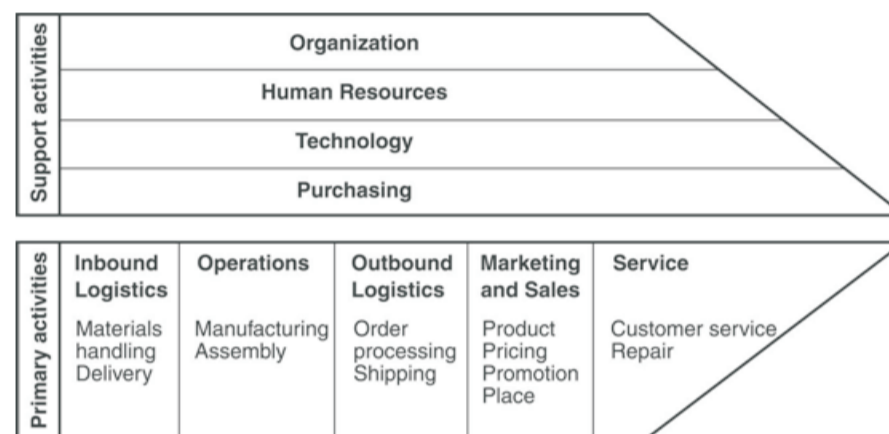 Support activities
Organization
Human Resources
Technology
Purchasing
Primary activities
Inbound
Logistics
Materials
handling
Delivery
Operations
Manufacturing
Assembly
Outbound
Logistics
Order
processing
Shipping
Marketing
and Sales
Product
Pricing
Promotion
Place
Service
Customer service
Repair